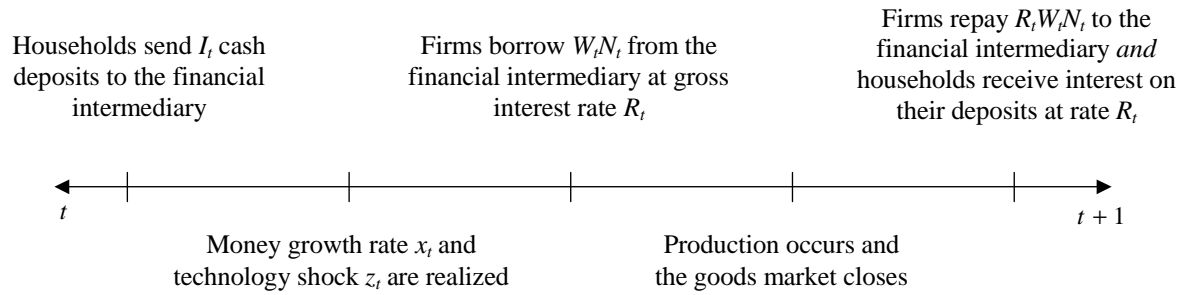 Households send I_t cash
deposits to the financial
intermediary
Firms borrow W_tN_t from the
financial intermediary at gross
interest rate R_t
Firms repay R_tW_tN_t to the
financial intermediary and
households receive interest on
their deposits at rate R_t
t
t + 1
Money growth rate x_t and
technology shock z_t are realized
Production occurs and
the goods market closes